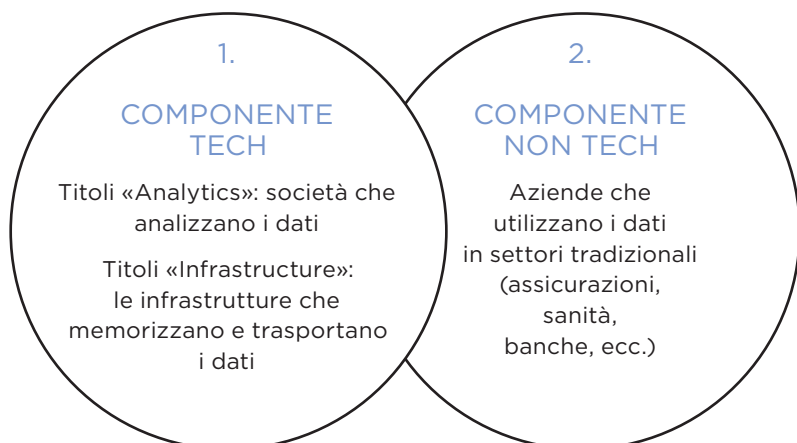 1.
COMPONENTE
TECH
Titoli «Analytics»: società che
analizzano i dati
Titoli «Infrastructure»:
le infrastrutture che
memorizzano e trasportano
i dati
2.
COMPONENTE
NON TECH
Aziende che
utilizzano i dati
in settori tradizionali
(assicurazioni,
sanità,
banche, ecc.)